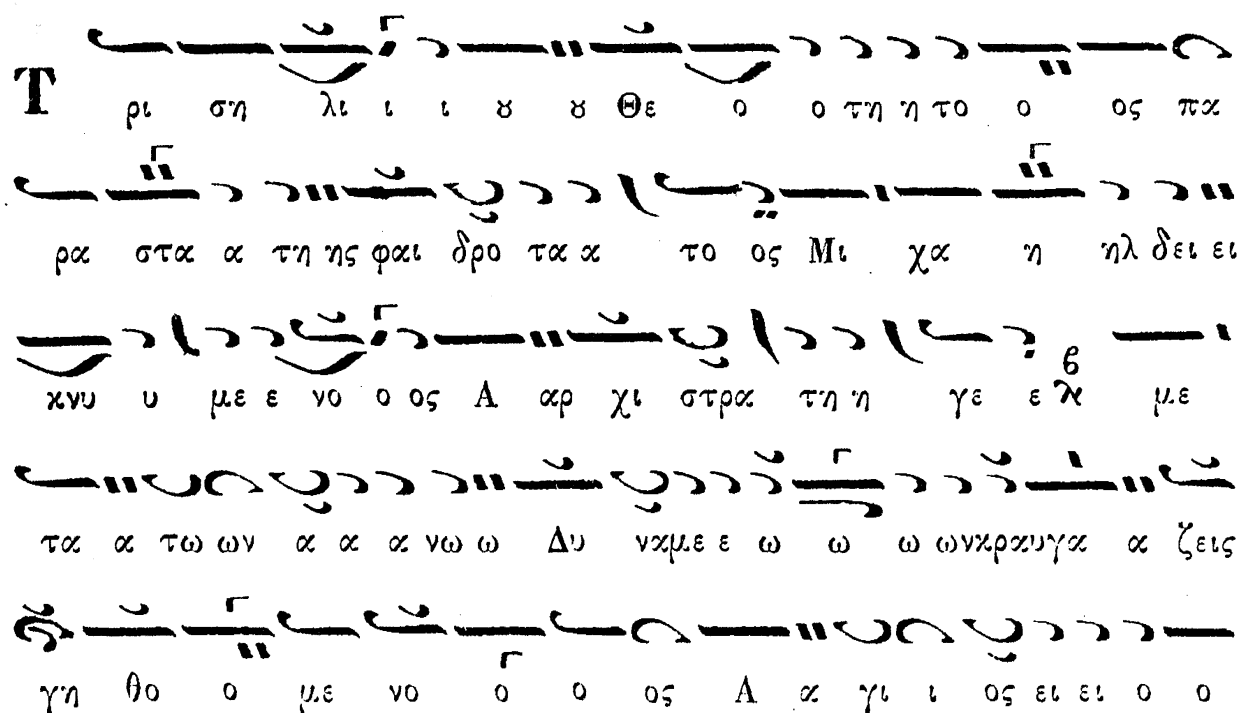 Τ ρι ση λι ι ι ȣ ȣ Θε ο ο τη η το ο ος πα
ρα στα α τη ης φαι δρο τα α το ος Μι χα η ηλ δει ει
κνυ υ με ε νο ο ος Α αρ χι στρα τη η γε ε με
τα α τω ων α α α νω ω Δυ ναμε ε ω ω ω ωνκραυγα α ζεις
γη θο ο με νο ο ο ος Α α γι ι ος ει ει ο ο